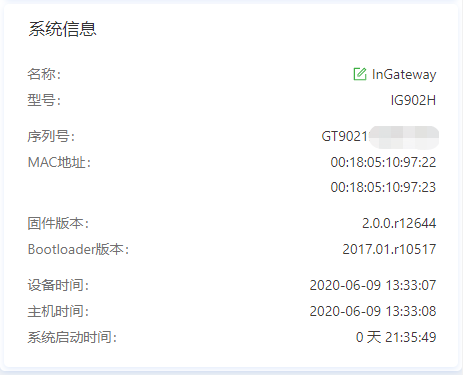 系统信息
名称： InGateway
型号： IG902H
序列号： GT9021
MAC地址： 00:18:05:10:97:22
00:18:05:10:97:23
固件版本： 2.0.0.r12644
Bootloader版本： 2017.01.r10517
设备时间： 2020-06-09 13:33:07
主机时间： 2020-06-09 13:33:08
系统启动时间： 0 天 21:35:49